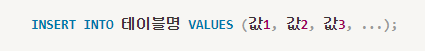 INSERT INTO 테이블명 VALUES (값1, 값2, 값3, ...);